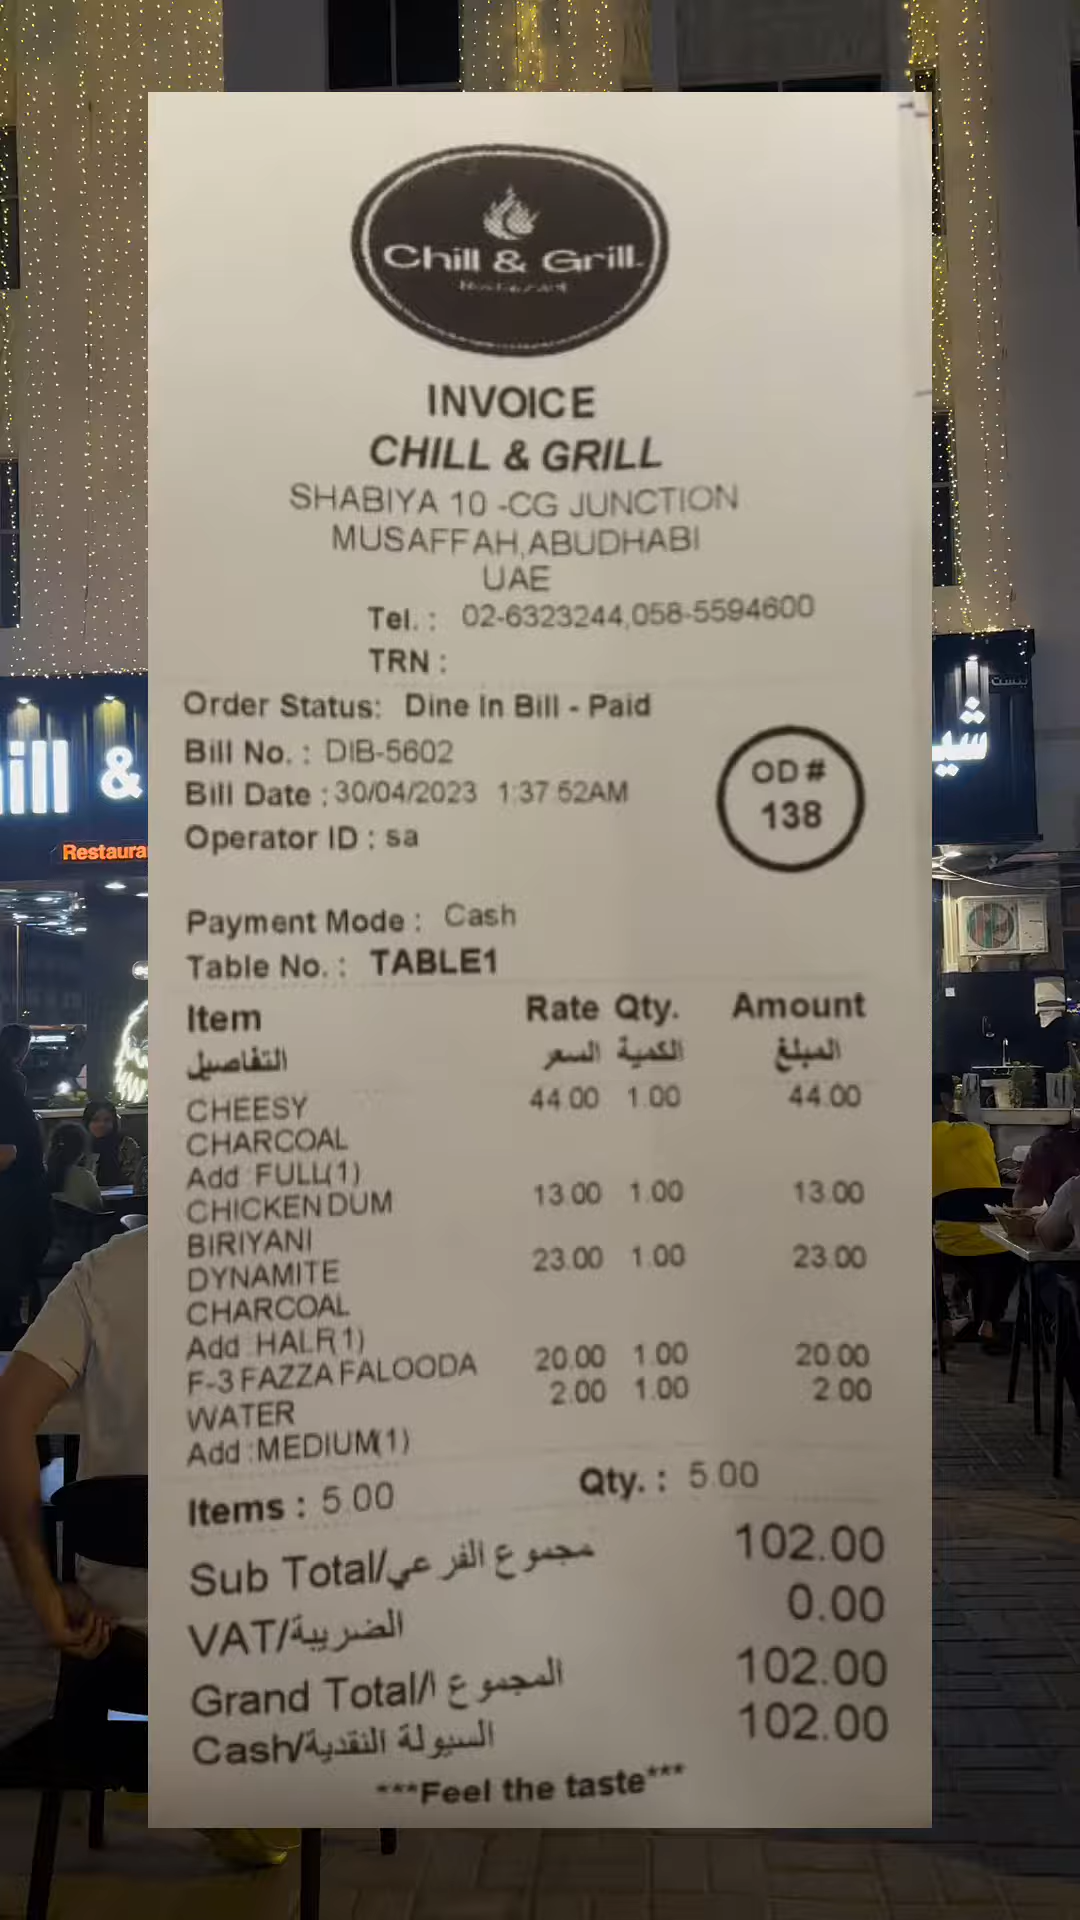 Chill & Grill
INVOICE
CHILL & GRILL
SHABIYA 10 -CG JUNCTION
MUSAFFAH,ABUDHABI
UAE
Tel. : 02-6323244,058-5594600
TRN :
Order Status: Dine In Bill - Paid
Bill No. : DIB-5602
Bill Date : 30/04/2023 1:37:52AM
OD #
138
Operator ID : sa
Payment Mode : Cash
Table No. : TABLE1
Item Rate Qty. Amount
التفاصيل السعر الكمية المبلغ
CHEESY 44.00 1.00 44.00
CHARCOAL
Add :FULL(1)
CHICKEN DUM 13.00 1.00 13.00
BIRIYANI
DYNAMITE 23.00 1.00 23.00
CHARCOAL
Add :HALF(1)
F-3 FAZZA FALOODA 20.00 1.00 20.00
WATER 2.00 1.00 2.00
Add :MEDIUM(1)
Items : 5.00 Qty. : 5.00
Sub Total/مجموع الفرعي 102.00
VAT/الضريبة 0.00
Grand Total/المجموع ا 102.00
Cash/السيولة النقدية 102.00
***Feel the taste***
ill &
Restaura
شي